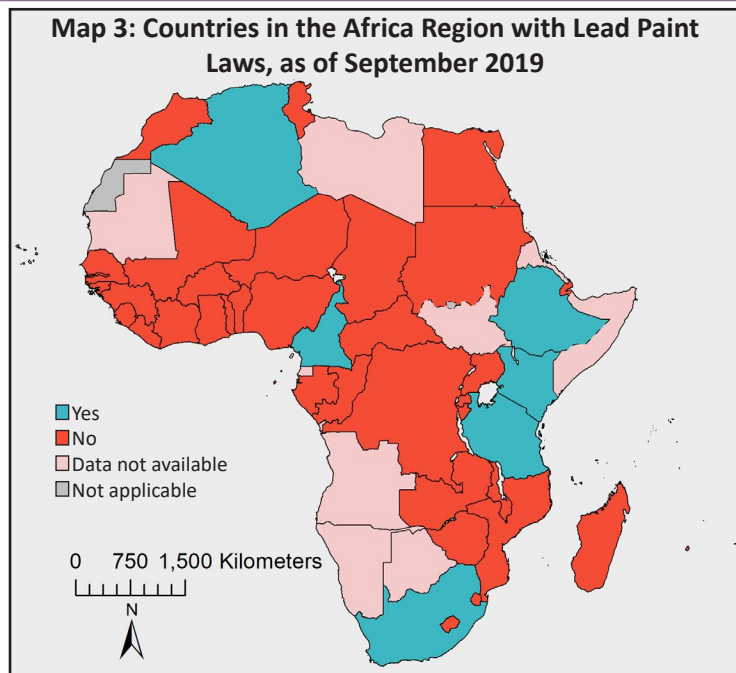 Map 3: Countries in the Africa Region with Lead Paint
Laws, as of September 2019
Yes
No
Data not available
Not applicable
0 750 1,500 Kilometers
N